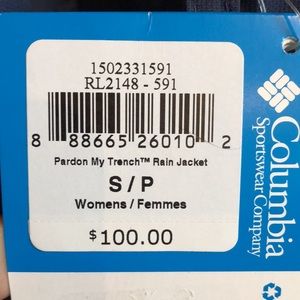 1502331591
RL2148 - 591
8 88665 26010 2
Pardon My Trench™ Rain Jacket
S / P
Womens / Femmes
$100.00
Columbia
Sportswear Company